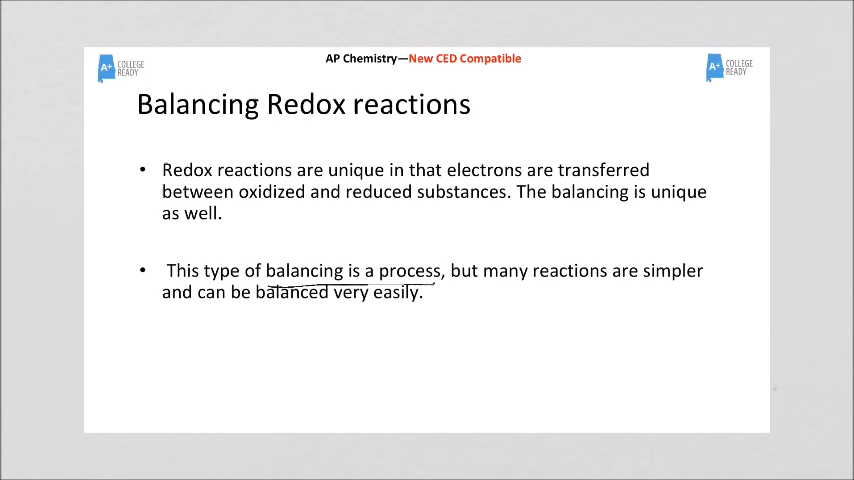 A+ COLLEGE
READY
AP Chemistry—New CED Compatible
A+ COLLEGE
READY
Balancing Redox reactions
• Redox reactions are unique in that electrons are transferred
between oxidized and reduced substances. The balancing is unique
as well.
• This type of balancing is a process, but many reactions are simpler
and can be balanced very easily.